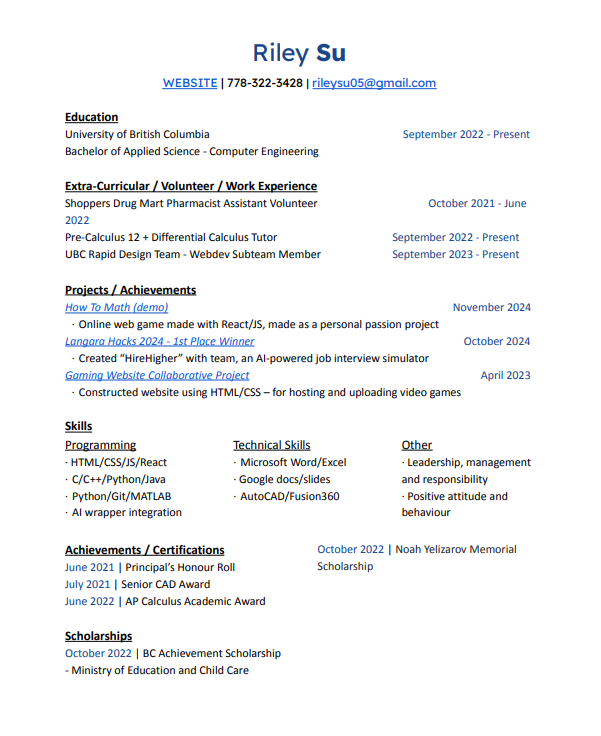 Riley Su
WEBSITE | 778-322-3428 | rileysu05@gmail.com
Education
University of British Columbia September 2022 - Present
Bachelor of Applied Science - Computer Engineering
Extra-Curricular / Volunteer / Work Experience
Shoppers Drug Mart Pharmacist Assistant Volunteer October 2021 - June
2022
Pre-Calculus 12 + Differential Calculus Tutor September 2022 - Present
UBC Rapid Design Team - Webdev Subteam Member September 2023 - Present
Projects / Achievements
How To Math (demo) November 2024
· Online web game made with React/JS, made as a personal passion project
Langara Hacks 2024 - 1st Place Winner October 2024
· Created “HireHigher” with team, an AI-powered job interview simulator
Gaming Website Collaborative Project April 2023
· Constructed website using HTML/CSS – for hosting and uploading video games
Skills
Programming
· HTML/CSS/JS/React
· C/C++/Python/Java
· Python/Git/MATLAB
· AI wrapper integration
Technical Skills
· Microsoft Word/Excel
· Google docs/slides
· AutoCAD/Fusion360
Other
· Leadership, management
and responsibility
· Positive attitude and
behaviour
Achievements / Certifications
June 2021 | Principal’s Honour Roll
July 2021 | Senior CAD Award
June 2022 | AP Calculus Academic Award
October 2022 | Noah Yelizarov Memorial
Scholarship
Scholarships
October 2022 | BC Achievement Scholarship
- Ministry of Education and Child Care